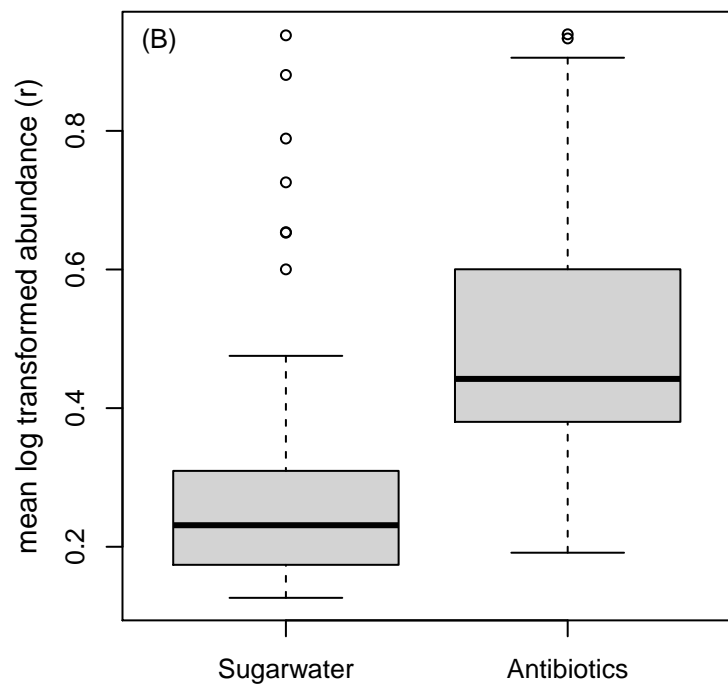 (B)
mean log transformed abundance (r)
0.8
0.6
0.4
0.2
Sugarwater Antibiotics